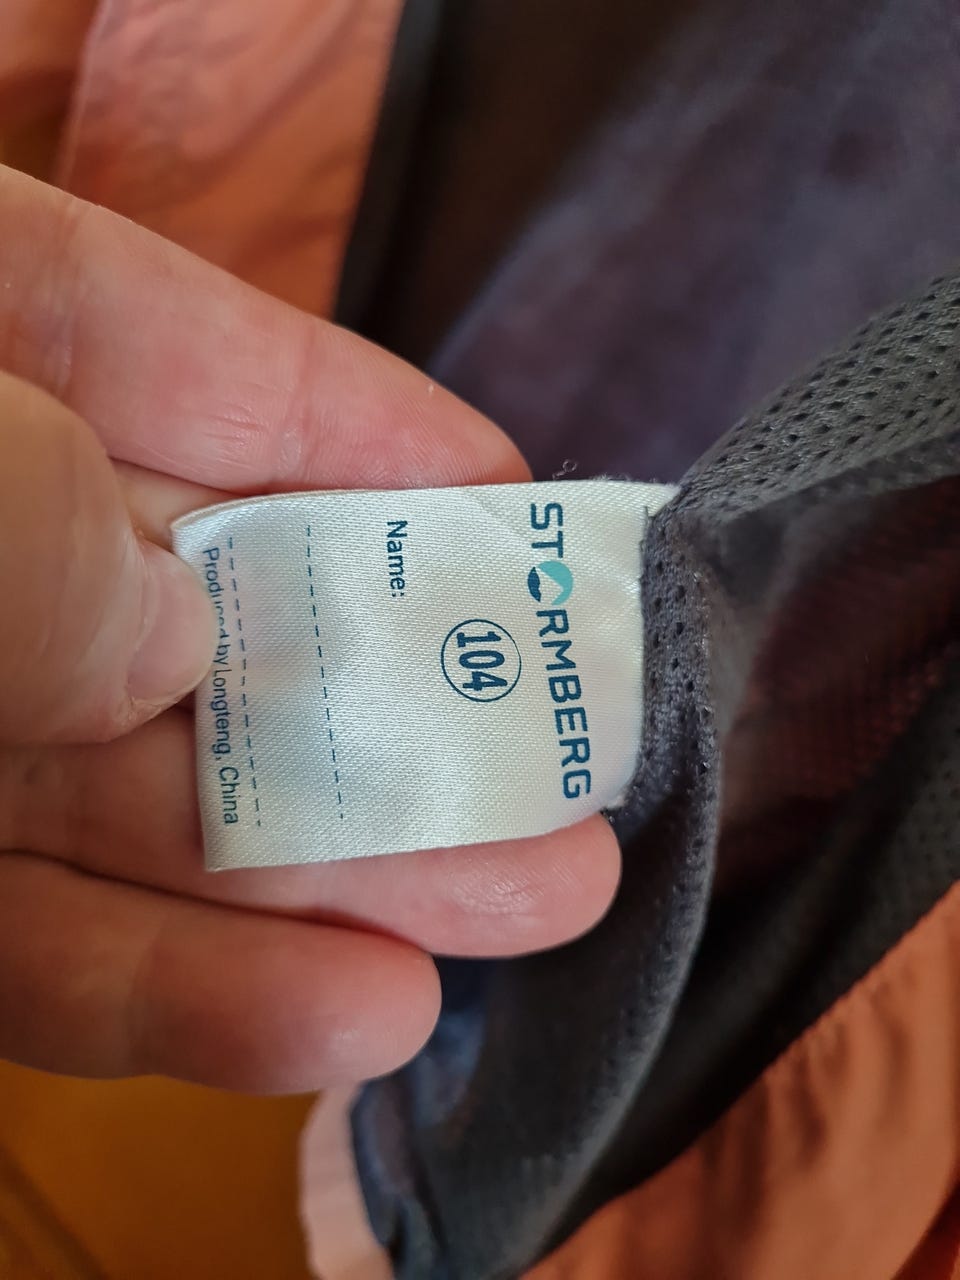 STORMBERG
104
Name:
Produced by Longteng, China